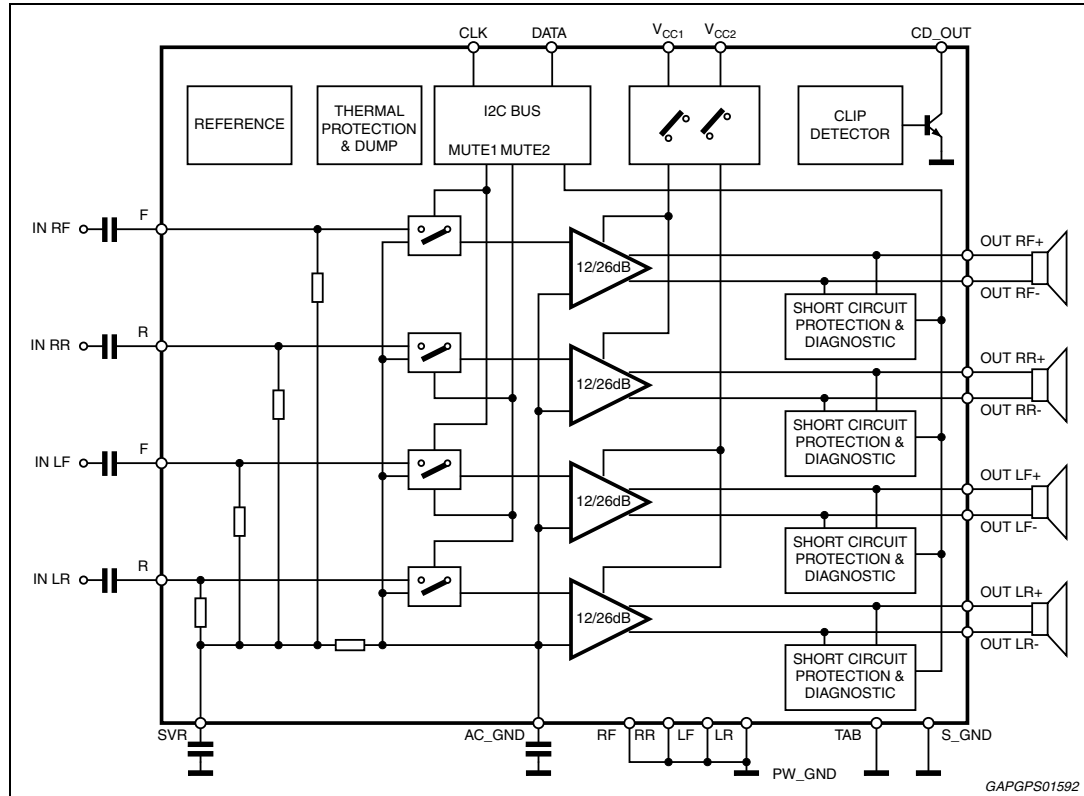 CLK
DATA
VCC1
VCC2
CD_OUT
REFERENCE
THERMAL
PROTECTION
& DUMP
I2C BUS
MUTE1 MUTE2
CLIP
DETECTOR
IN RF
F
12/26dB
OUT RF+
OUT RF-
SHORT CIRCUIT
PROTECTION &
DIAGNOSTIC
IN RR
R
12/26dB
OUT RR+
OUT RR-
SHORT CIRCUIT
PROTECTION &
DIAGNOSTIC
IN LF
F
12/26dB
OUT LF+
OUT LF-
SHORT CIRCUIT
PROTECTION &
DIAGNOSTIC
IN LR
R
12/26dB
OUT LR+
OUT LR-
SHORT CIRCUIT
PROTECTION &
DIAGNOSTIC
SVR
AC_GND
RF
RR
LF
LR
PW_GND
TAB
S_GND
GAPGPS01592